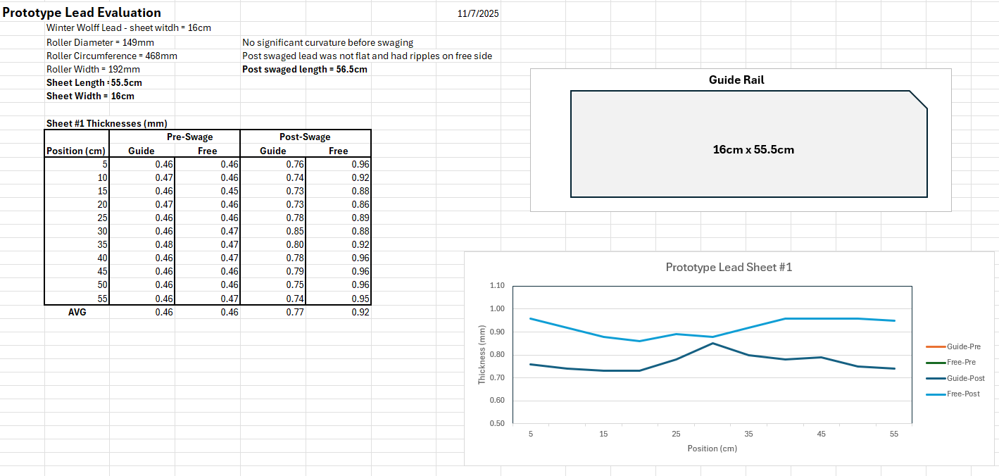 Prototype Lead Evaluation 11/7/2025
Winter Wolff Lead - sheet witdh = 16cm
Roller Diameter = 149mm No significant curvature before swaging
Roller Circumference = 468mm Post swaged lead was not flat and had ripples on free side
Roller Width = 192mm Post swaged length = 56.5cm
Sheet Length = 55.5cm
Sheet Width = 16cm
Sheet #1 Thicknesses (mm)
Pre-Swage Post-Swage
Position (cm) Guide Free Guide Free
5 0.46 0.46 0.76 0.96
10 0.47 0.46 0.74 0.92
15 0.46 0.45 0.73 0.88
20 0.47 0.46 0.73 0.86
25 0.46 0.46 0.78 0.89
30 0.46 0.47 0.85 0.88
35 0.48 0.47 0.80 0.92
40 0.46 0.47 0.78 0.96
45 0.46 0.46 0.79 0.96
50 0.46 0.46 0.75 0.96
55 0.46 0.47 0.74 0.95
AVG 0.46 0.46 0.77 0.92
Guide Rail
16cm x 55.5cm
Prototype Lead Sheet #1
1.10
1.00
0.90
0.80
0.70
0.60
0.50
Thickness (mm)
5 15 25 35 45 55
Position (cm)
Guide-Pre
Free-Pre
Guide-Post
Free-Post